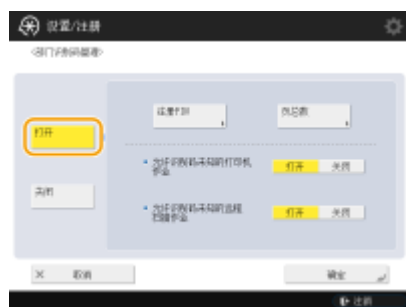 设置/注册
<部门识别码管理>
打开
注册PIN
页总数
允许识别码未知的打印机
作业
打开 关闭
关闭
允许识别码未知的远程
扫描作业
打开 关闭
取消
确定
注销